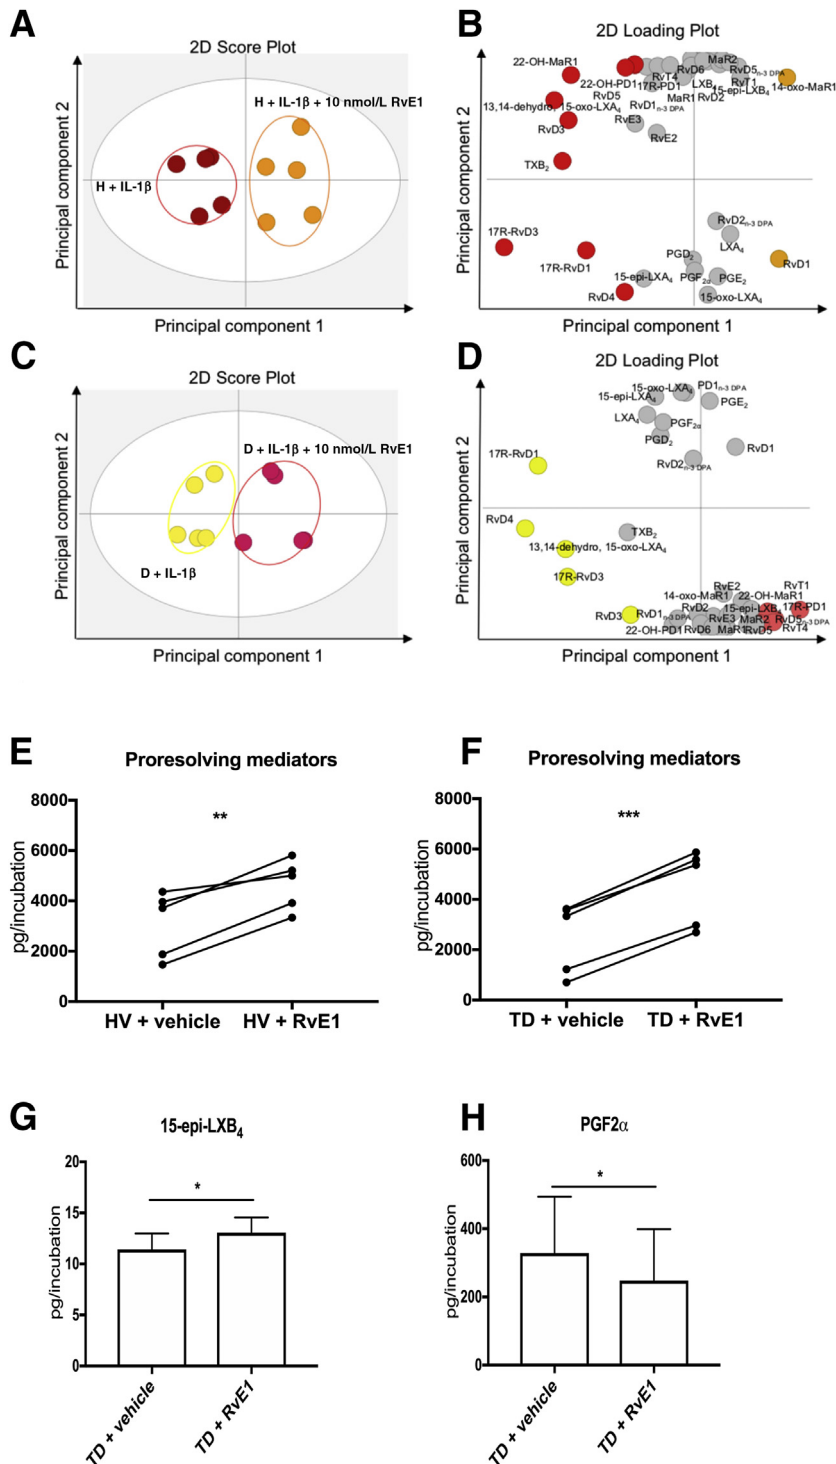 A
2D Score Plot
H + IL-1β + 10 nmol/L RvE1
H + IL-1β
Principal component 2
Principal component 1
B
2D Loading Plot
22-OH-MaR1
MaR2
RvD6
RvD5n-3 DPA
RvT4
22-OH-PD1
17R-PD1
LXB4
RvT1
14-oxo-MaR1
15-epi-LXB4
RvD5
MaR1
RvD2
13,14-dehydro, 15-oxo-LXA4
RvD1n-3 DPA
RvE3
RvD3
RvE2
TXB2
RvD2n-3 DPA
17R-RvD3
LXA4
17R-RvD1
PGD2
RvD1
15-epi-LXA4
PGF2α
PGE2
RvD4
15-oxo-LXA4
Principal component 2
Principal component 1
C
2D Score Plot
D + IL-1β + 10 nmol/L RvE1
D + IL-1β
Principal component 2
Principal component 1
D
2D Loading Plot
15-oxo-LXA4
PD1n-3 DPA
15-epi-LXA4
PGE2
LXA4
PGF2α
PGD2
RvD1
17R-RvD1
RvD2n-3 DPA
RvD4
TXB2
13,14-dehydro, 15-oxo-LXA4
17R-RvD3
RvE2
RvT1
14-oxo-MaR1
22-OH-MaR1
RvD2
15-epi-LXB4
17R-PD1
RvD3
RvD1n-3 DPA
RvE3
MaR2
RvD5n-3 DPA
22-OH-PD1
RvD6
MaR1
RvD5
RvT4
Principal component 2
Principal component 1
E
Proresolving mediators
**
8000
6000
4000
2000
0
pg/incubation
HV + vehicle
HV + RvE1
F
Proresolving mediators
***
8000
6000
4000
2000
0
pg/incubation
TD + vehicle
TD + RvE1
G
15-epi-LXB4
*
20
15
10
5
0
pg/incubation
TD + vehicle
TD + RvE1
H
PGF2α
*
600
400
200
0
pg/incubation
TD + vehicle
TD + RvE1